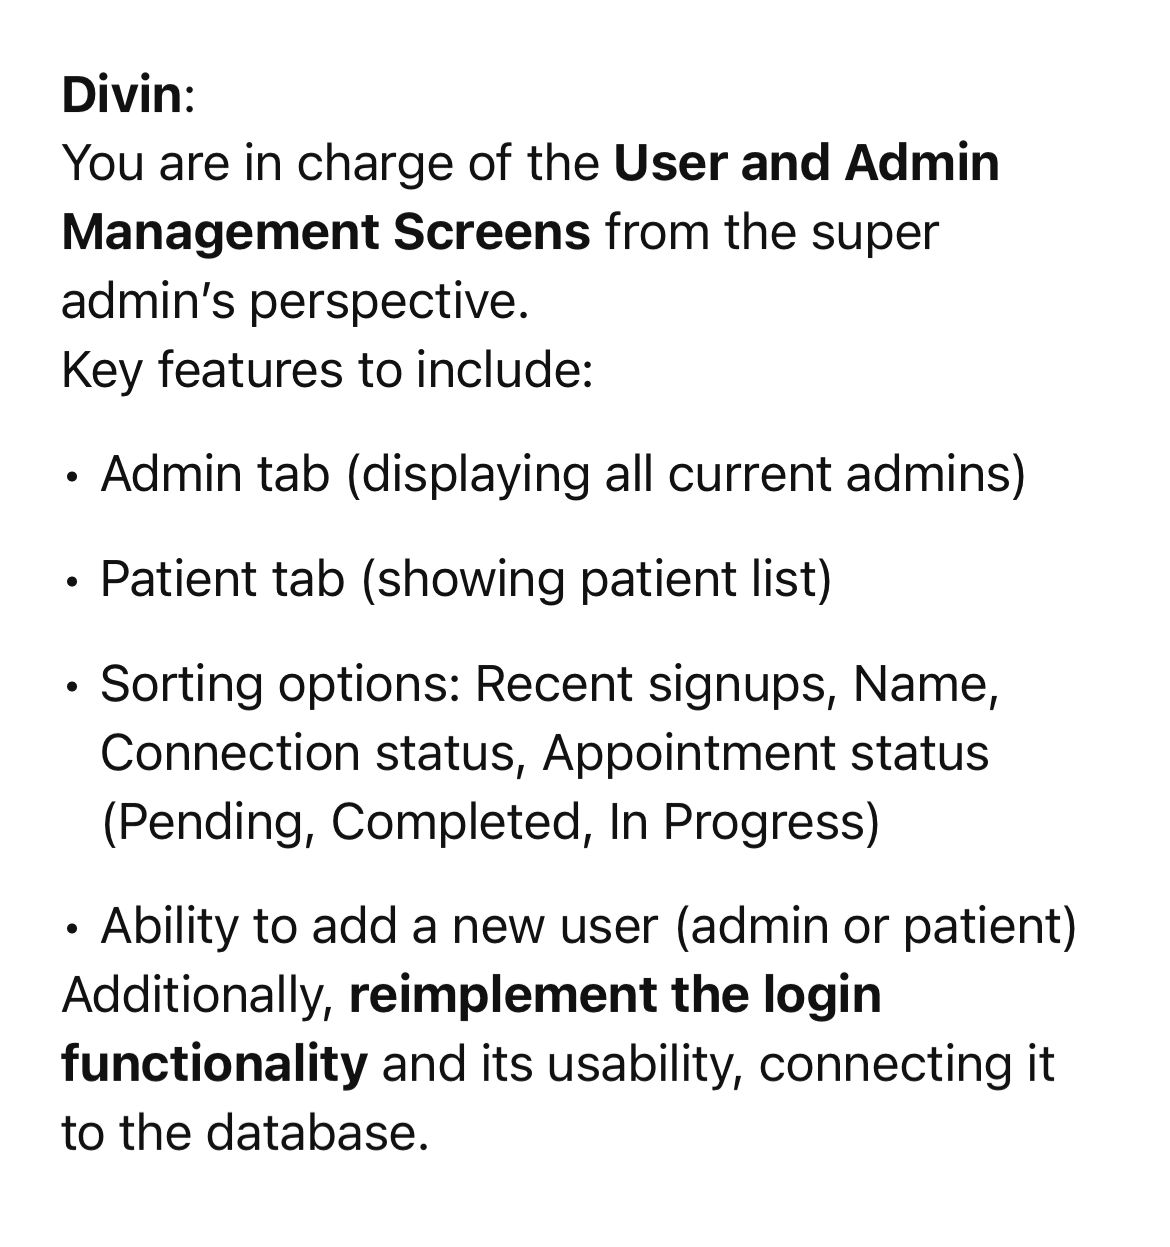 Divin:
You are in charge of the User and Admin
Management Screens from the super
admin’s perspective.
Key features to include:
• Admin tab (displaying all current admins)
• Patient tab (showing patient list)
• Sorting options: Recent signups, Name,
Connection status, Appointment status
(Pending, Completed, In Progress)
• Ability to add a new user (admin or patient)
Additionally, reimplement the login
functionality and its usability, connecting it
to the database.